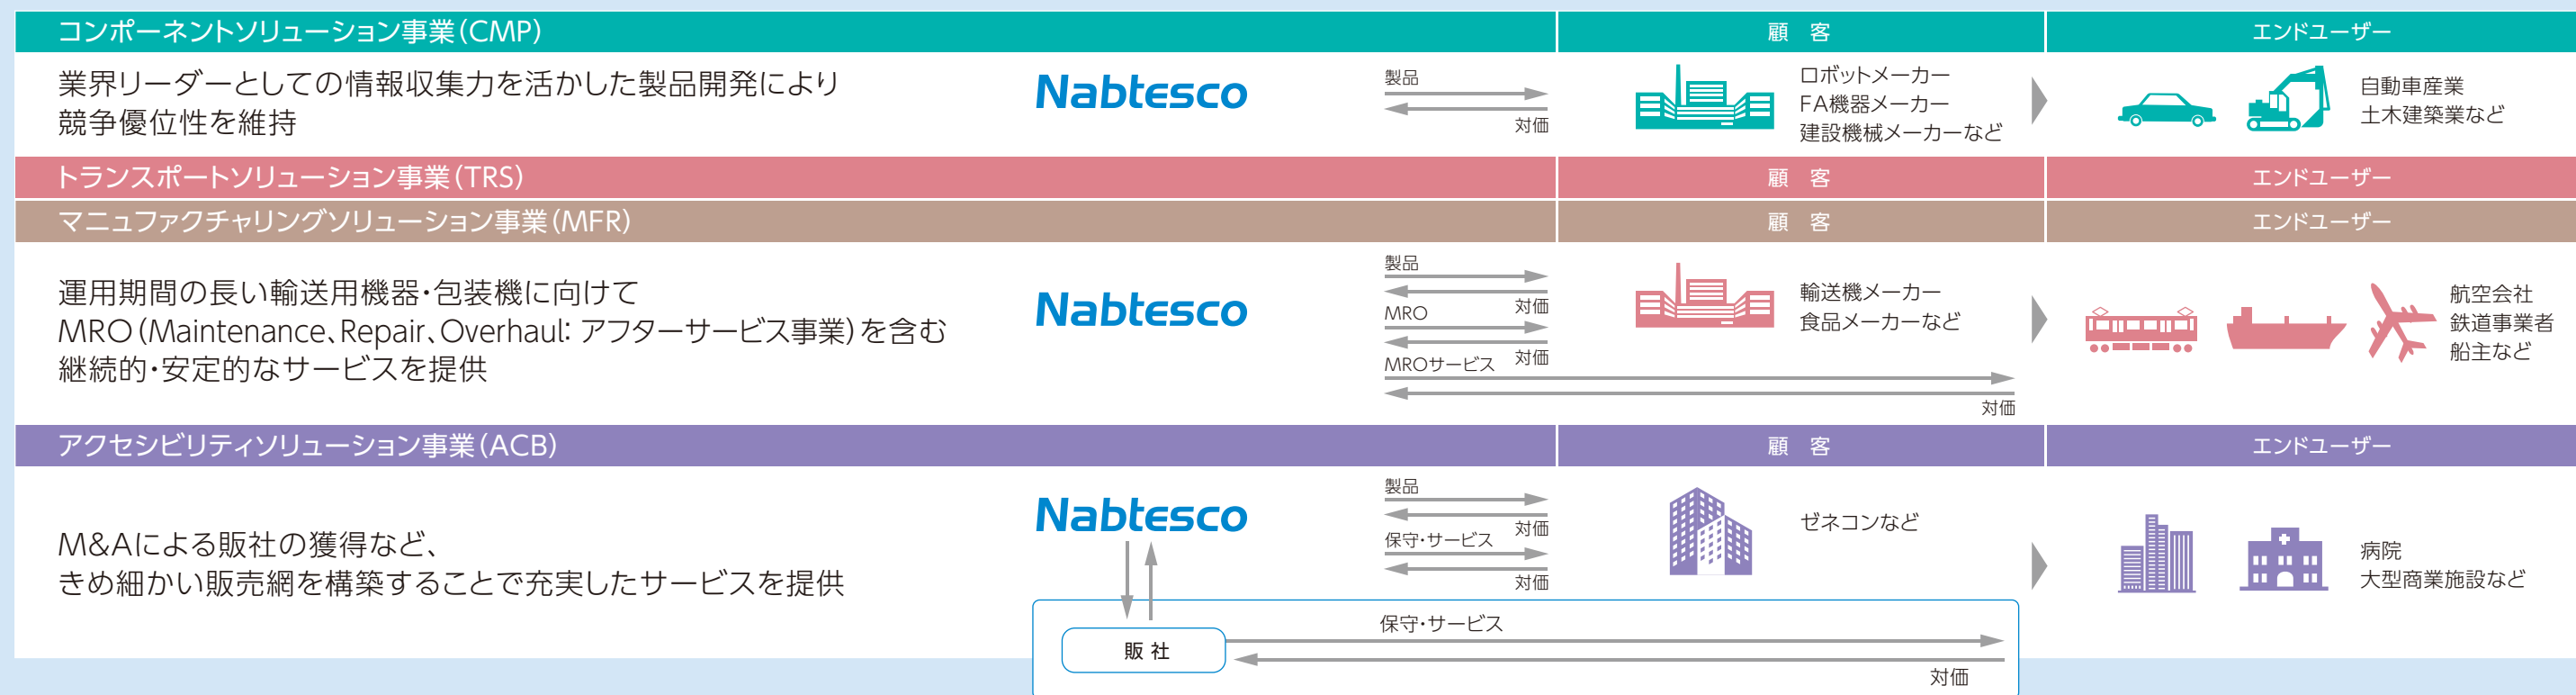 コンポーネントソリューション事業(CMP)
顧 客
エンドユーザー
業界リーダーとしての情報収集力を活かした製品開発により
競争優位性を維持
Nabtesco
製品
対価
ロボットメーカー
FA機器メーカー
建設機械メーカーなど
自動車産業
土木建築業など
トランスポートソリューション事業(TRS)
顧 客
エンドユーザー
マニュファクチャリングソリューション事業(MFR)
顧 客
エンドユーザー
運用期間の長い輸送用機器・包装機に向けて
MRO(Maintenance、Repair、Overhaul: アフターサービス事業)を含む
継続的・安定的なサービスを提供
Nabtesco
製品
対価
MRO
対価
MROサービス
対価
輸送機メーカー
食品メーカーなど
航空会社
鉄道事業者
船主など
アクセシビリティソリューション事業(ACB)
顧 客
エンドユーザー
M&Aによる販社の獲得など、
きめ細かい販売網を構築することで充実したサービスを提供
Nabtesco
製品
対価
保守・サービス
対価
ゼネコンなど
病院
大型商業施設など
販 社
保守・サービス
対価